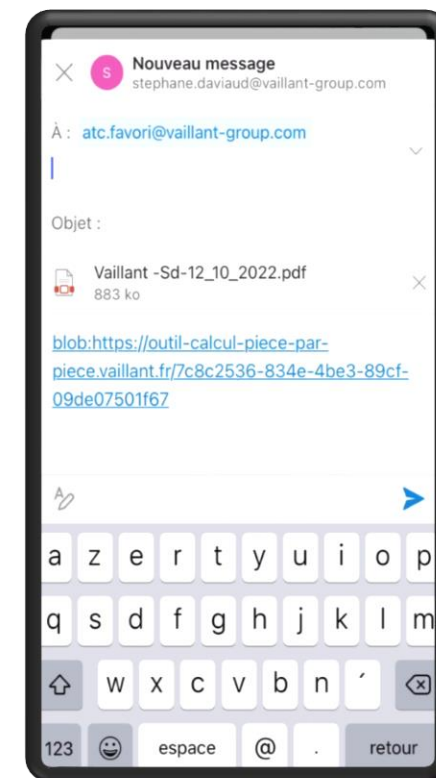 S
Nouveau message
stephane.daviaud@vaillant-group.com
À : atc.favori@vaillant-group.com
Objet :
Vaillant -Sd-12_10_2022.pdf
883 ko
blob:https://outil-calcul-piece-par-
piece.vaillant.fr/7c8c2536-834e-4be3-89cf-
09de07501f67
a z e r t y u i o p
q s d f g h j k l m
w x c v b n ´
123 espace @ . retour